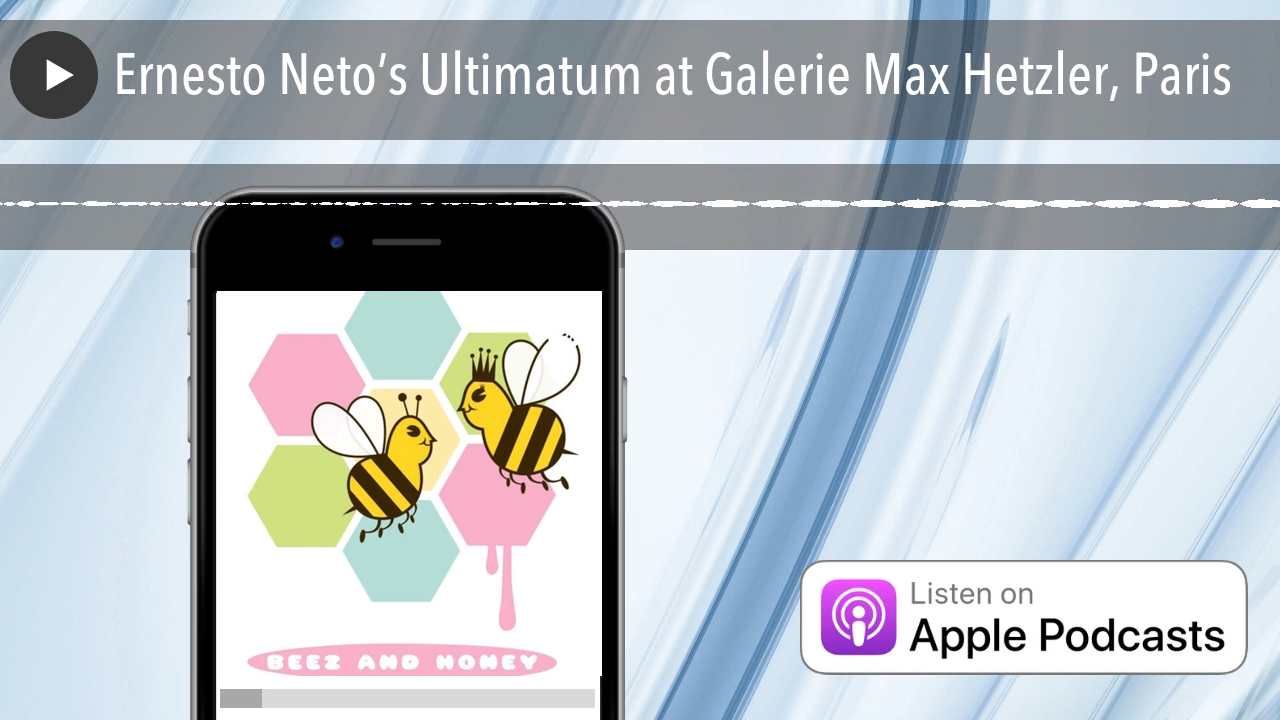 Ernesto Neto’s Ultimatum at Galerie Max Hetzler, Paris
BEEZ AND HONEY
Listen on
Apple Podcasts